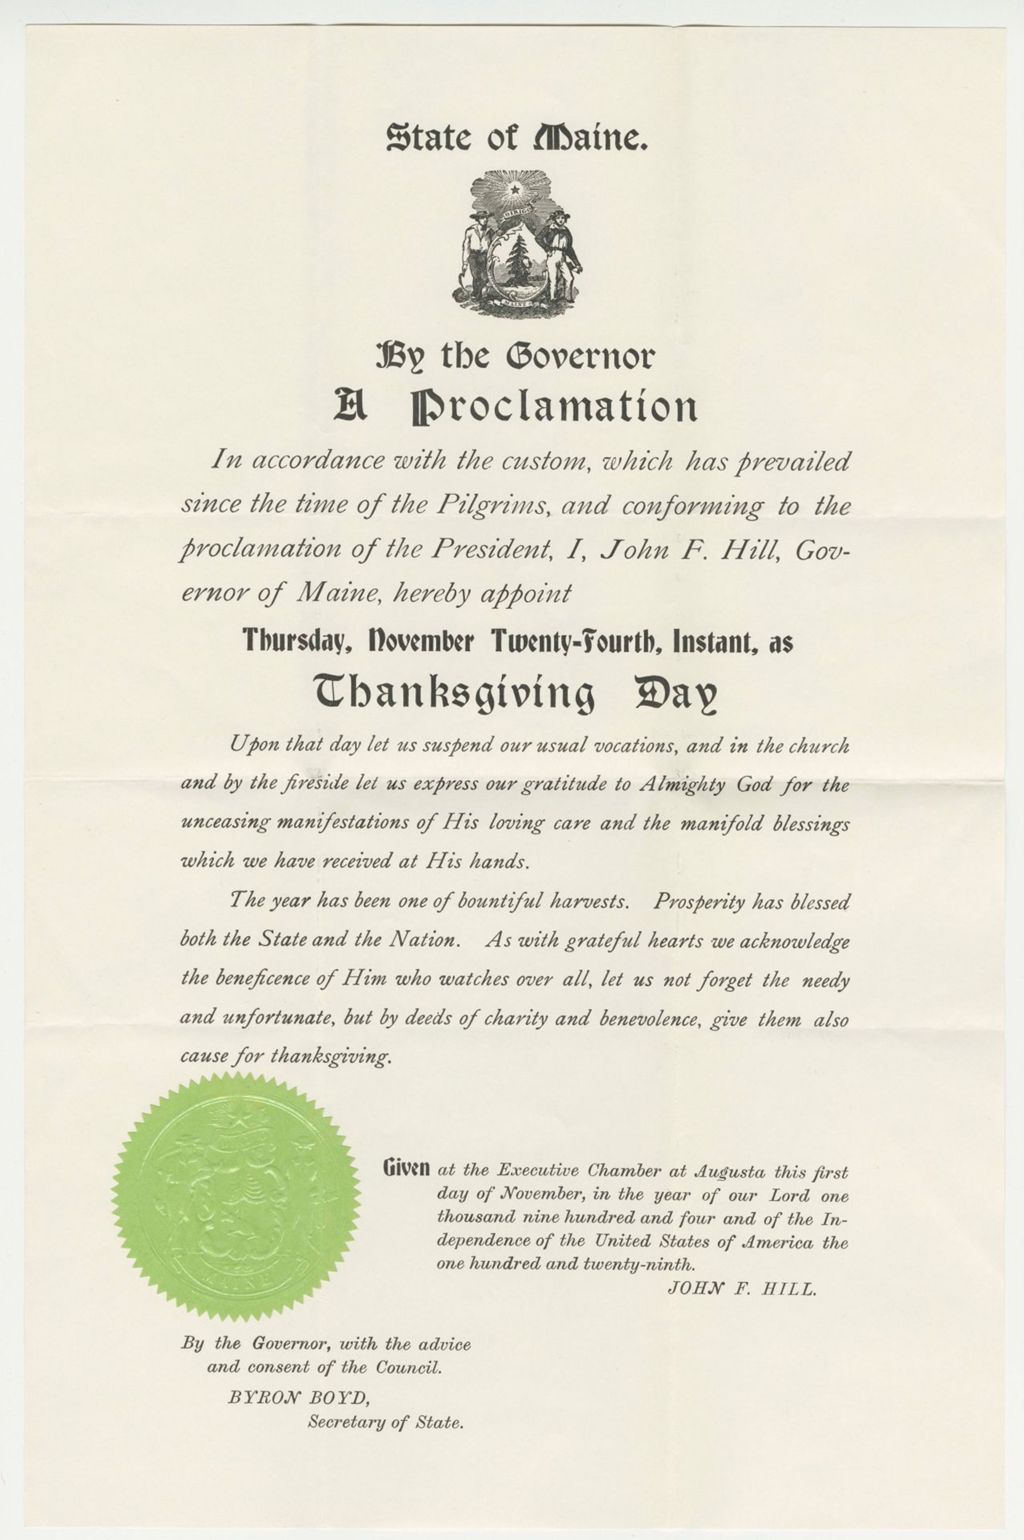 State of Maine.
DIRIGO
MAINE
By the Governor
A Proclamation
In accordance with the custom, which has prevailed
since the time of the Pilgrims, and conforming to the
proclamation of the President, I, John F. Hill, Gov-
ernor of Maine, hereby appoint
Thursday, November Twenty-Fourth, Instant, as
Thanksgiving Day
Upon that day let us suspend our usual vocations, and in the church
and by the fireside let us express our gratitude to Almighty God for the
unceasing manifestations of His loving care and the manifold blessings
which we have received at His hands.
The year has been one of bountiful harvests. Prosperity has blessed
both the State and the Nation. As with grateful hearts we acknowledge
the beneficence of Him who watches over all, let us not forget the needy
and unfortunate, but by deeds of charity and benevolence, give them also
cause for thanksgiving.
Given at the Executive Chamber at Augusta this first
day of November, in the year of our Lord one
thousand nine hundred and four and of the In-
dependence of the United States of America the
one hundred and twenty-ninth.
JOHN F. HILL.
MAINE
By the Governor, with the advice
and consent of the Council.
BYRON BOYD,
Secretary of State.